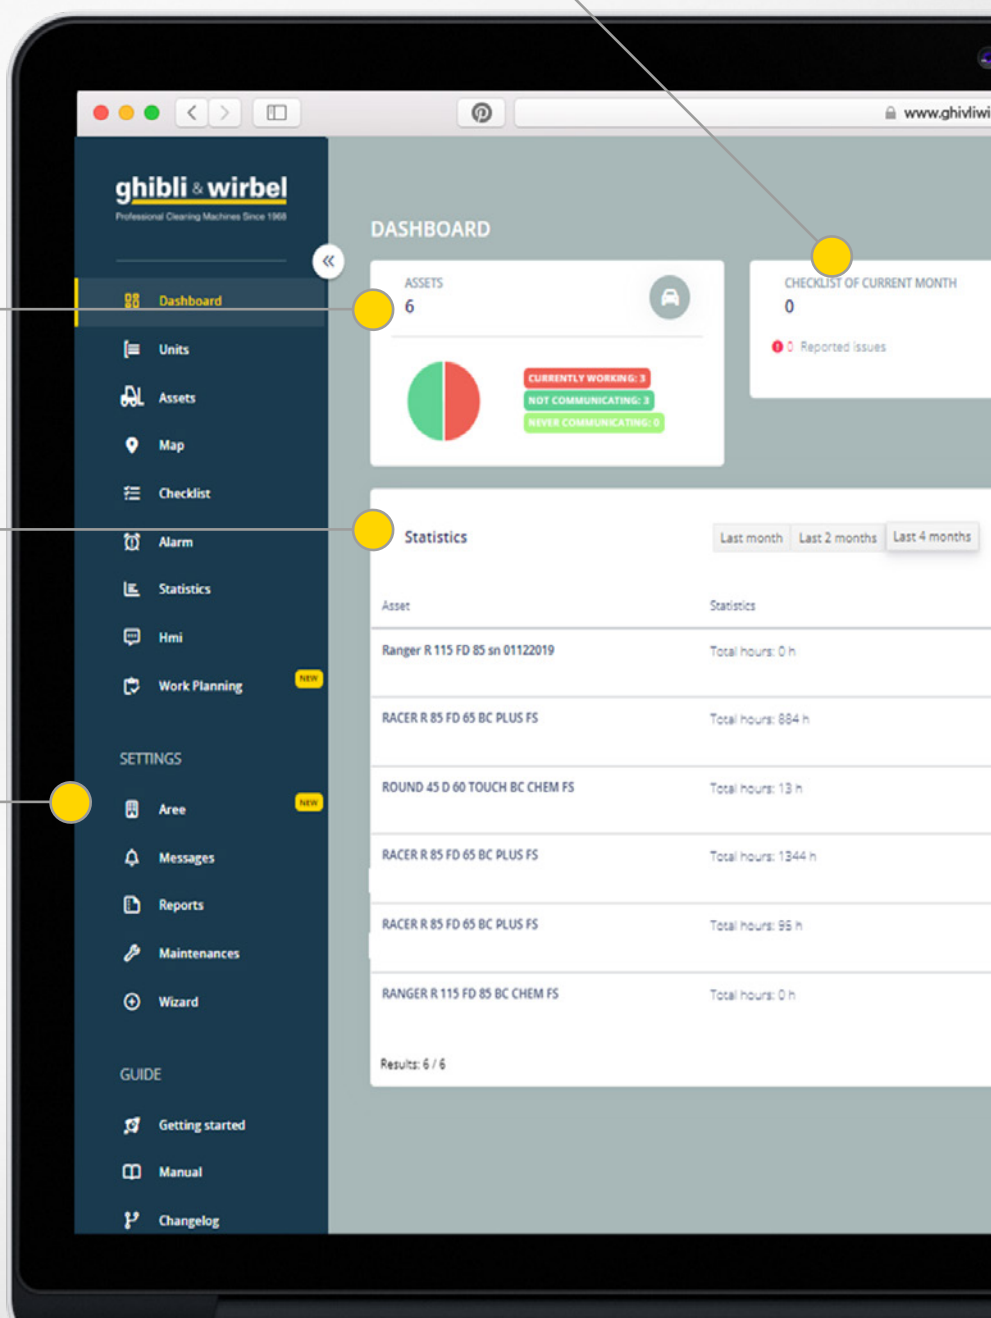 www.ghivliwi
ghibli & wirbel
Professional Cleaning Machines Since 1968
Dashboard
Units
Assets
Map
Checklist
Alarm
Statistics
Hmi
Work Planning NEW
SETTINGS
Aree NEW
Messages
Reports
Maintenances
Wizard
GUIDE
Getting started
Manual
Changelog
DASHBOARD
ASSETS
6
CURRENTLY WORKING: 3
NOT COMMUNICATING: 3
NEVER COMMUNICATING: 0
CHECKLIST OF CURRENT MONTH
0
0 Reported issues
Statistics Last month Last 2 months Last 4 months
Asset Statistics
Ranger R 115 FD 85 sn 01122019 Total hours: 0 h
RACER R 85 FD 65 BC PLUS FS Total hours: 884 h
ROUND 45 D 60 TOUCH BC CHEM FS Total hours: 13 h
RACER R 85 FD 65 BC PLUS FS Total hours: 1344 h
RACER R 85 FD 65 BC PLUS FS Total hours: 95 h
RANGER R 115 FD 85 BC CHEM FS Total hours: 0 h
Results: 6 / 6